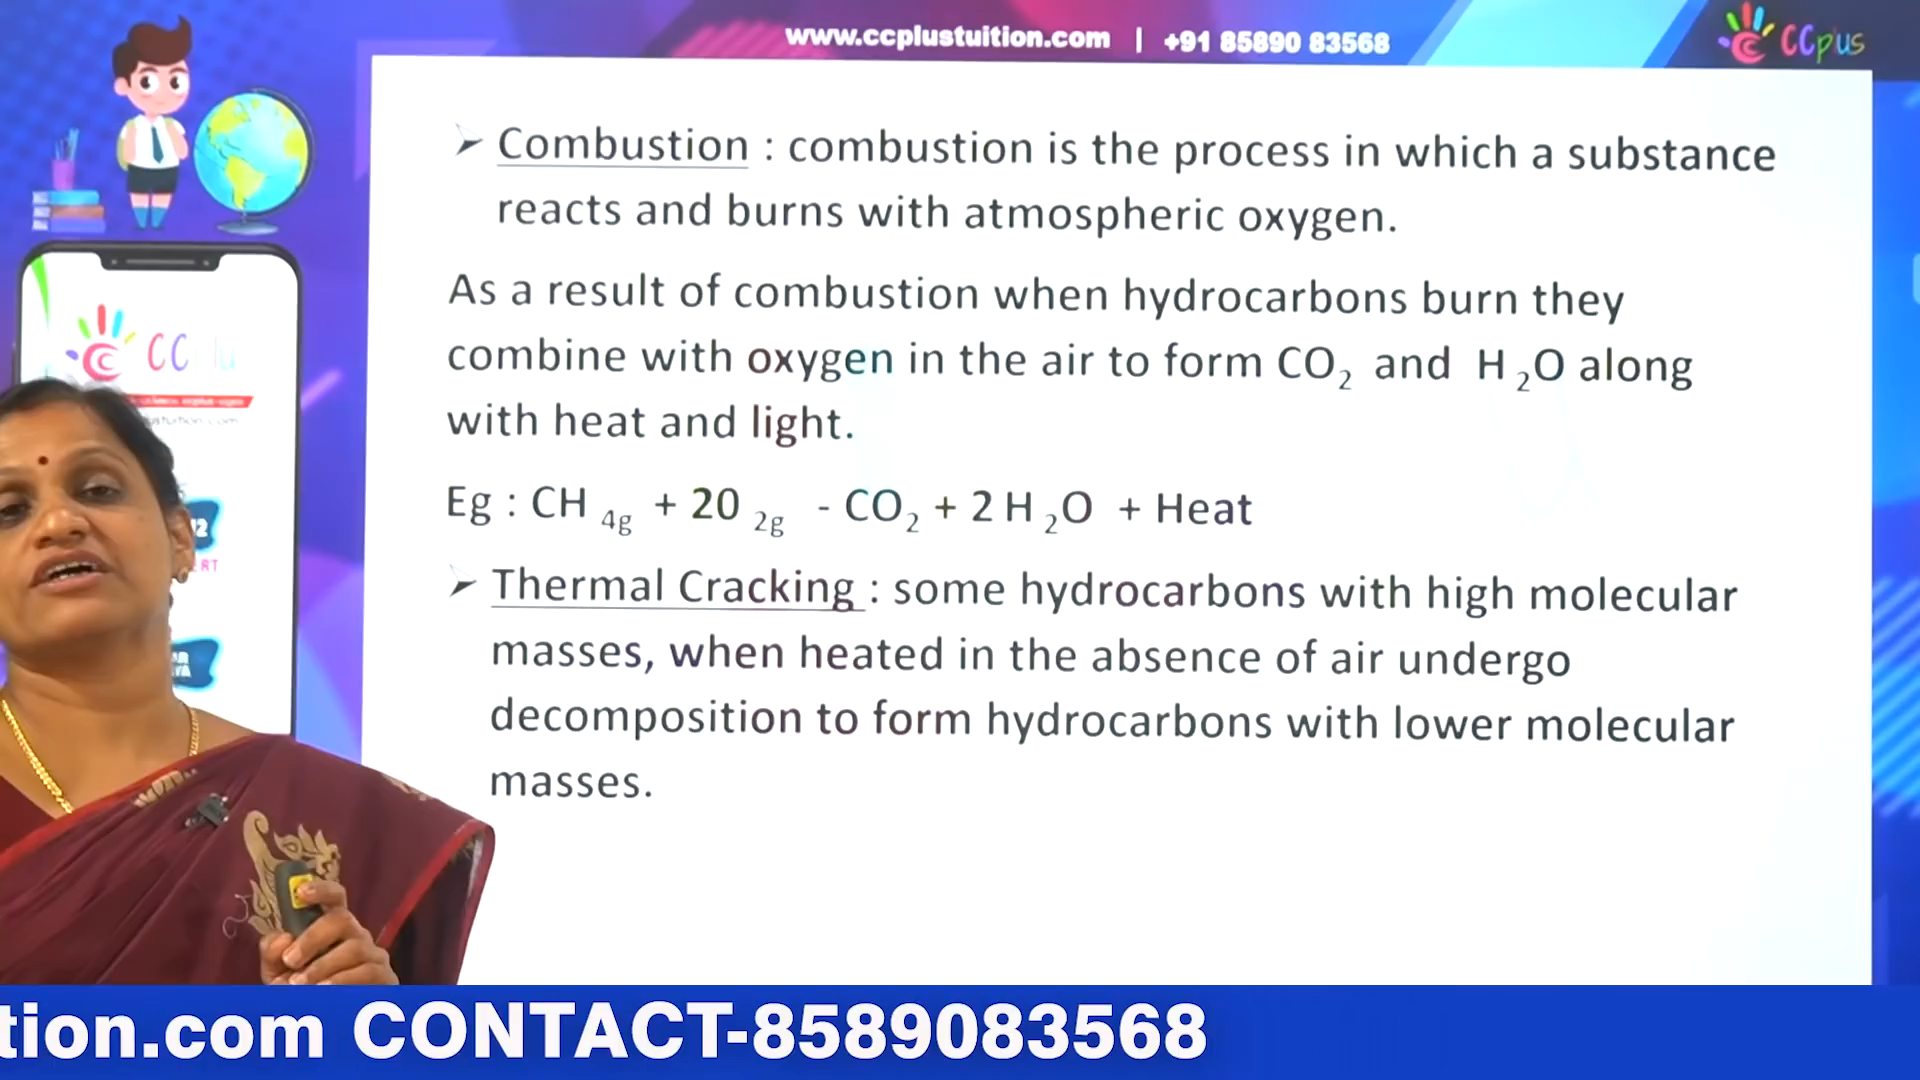 www.ccplustuition.com | +91 85890 83568
CCplus
➢ Combustion : combustion is the process in which a substance
reacts and burns with atmospheric oxygen.
As a result of combustion when hydrocarbons burn they
combine with oxygen in the air to form CO₂ and H₂O along
with heat and light.
Eg : CH 4g + 20 2g - CO₂ + 2 H₂O + Heat
➢ Thermal Cracking : some hydrocarbons with high molecular
masses, when heated in the absence of air undergo
decomposition to form hydrocarbons with lower molecular
masses.
CC
tion.com CONTACT-8589083568